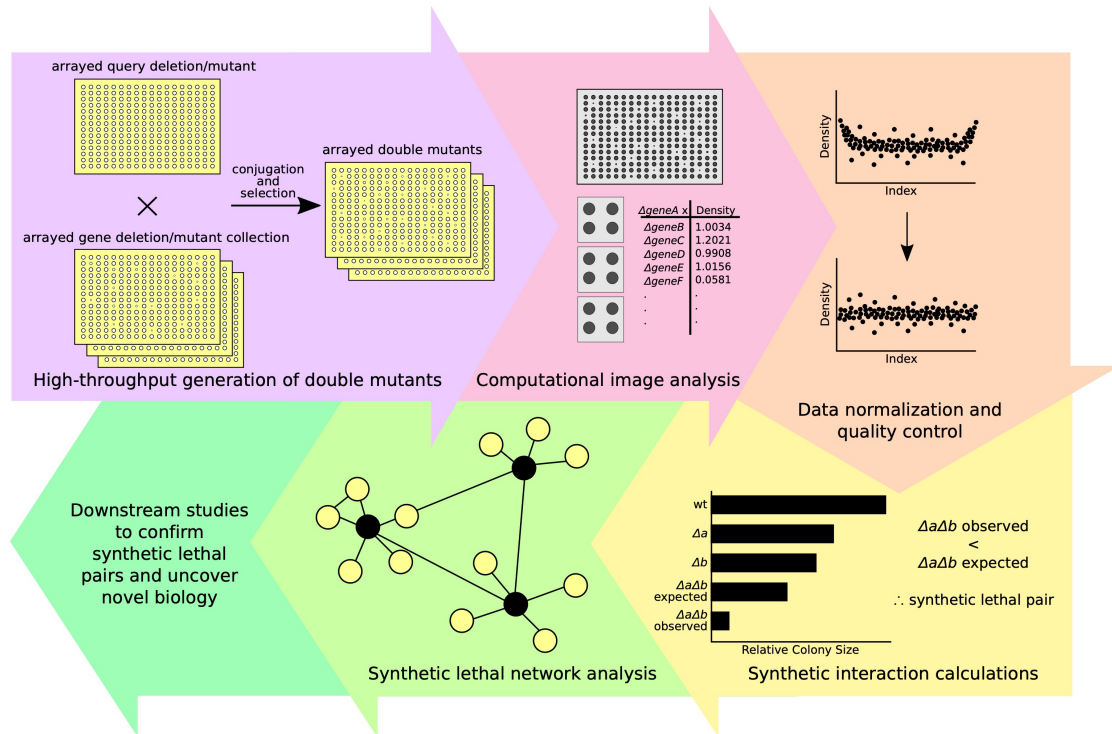 arrayed query deletion/mutant
conjugation
and
selection
arrayed double mutants
arrayed gene deletion/mutant collection
High-throughput generation of double mutants
ΔgeneA x Density
ΔgeneB 1.0034
ΔgeneC 1.2021
ΔgeneD 0.9908
ΔgeneE 1.0156
ΔgeneF 0.0581
Computational image analysis
Density
Index
Density
Index
Data normalization and
quality control
wt
Δa
Δb
ΔaΔb
expected
ΔaΔb
observed
Relative Colony Size
ΔaΔb observed
<
ΔaΔb expected
∴ synthetic lethal pair
Synthetic interaction calculations
Synthetic lethal network analysis
Downstream studies
to confirm
synthetic lethal
pairs and uncover
novel biology